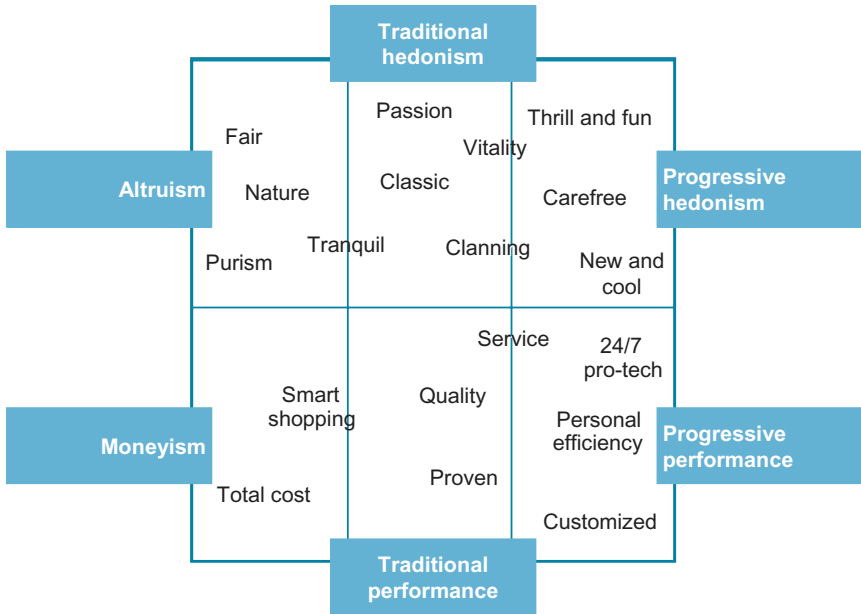 Traditional
hedonism
Passion
Thrill and fun
Fair
Vitality
Altruism
Nature
Classic
Carefree
Progressive
hedonism
Tranquil
Clanning
Purism
New and
cool
Service
24/7
pro-tech
Smart
shopping
Quality
Personal
efficiency
Moneyism
Progressive
performance
Proven
Total cost
Customized
Traditional
performance